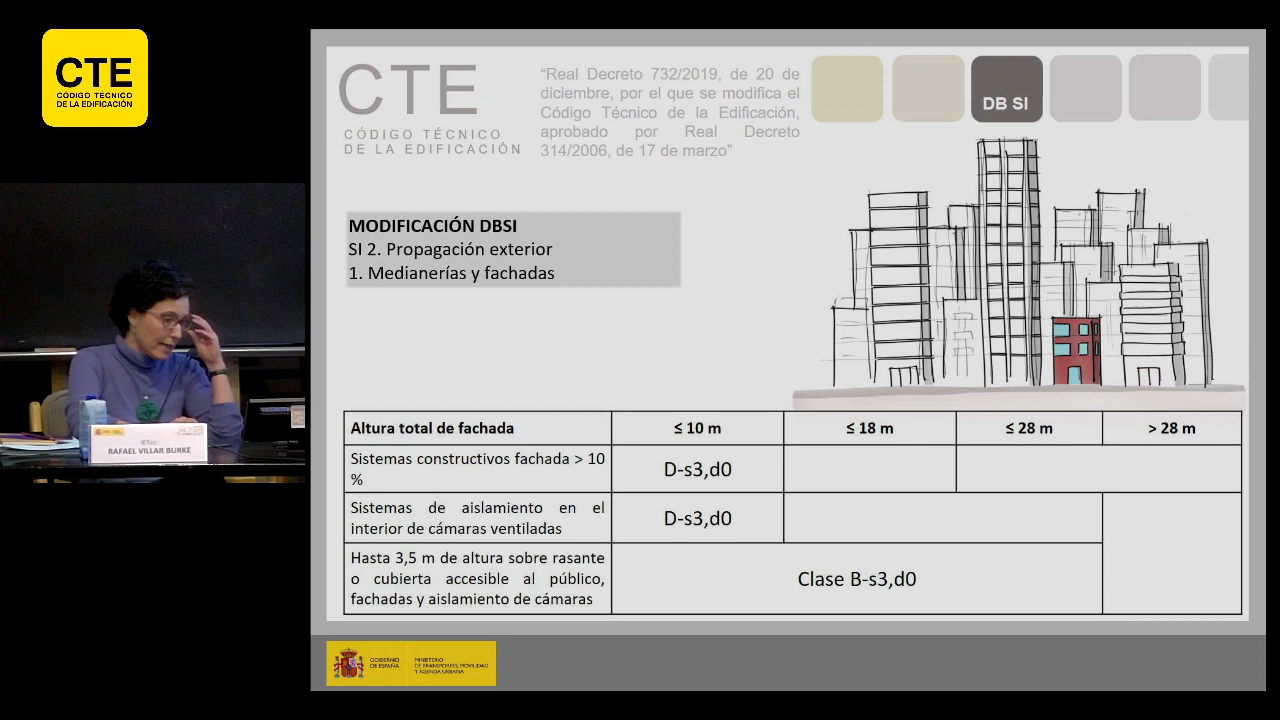 CTE
CÓDIGO TÉCNICO
DE LA EDIFICACIÓN
CTE
CÓDIGO TÉCNICO
DE LA EDIFICACIÓN
“Real Decreto 732/2019, de 20 de
diciembre, por el que se modifica el
Código Técnico de la Edificación,
aprobado por Real Decreto
314/2006, de 17 de marzo”
DB SI
MODIFICACIÓN DBSI
SI 2. Propagación exterior
1. Medianerías y fachadas
Altura total de fachada ≤ 10 m ≤ 18 m ≤ 28 m > 28 m
Sistemas constructivos fachada > 10
%
D-s3,d0
Sistemas de aislamiento en el
interior de cámaras ventiladas
D-s3,d0
Hasta 3,5 m de altura sobre rasante
o cubierta accesible al público,
fachadas y aislamiento de cámaras
Clase B-s3,d0
IETcc:
RAFAEL VILLAR BURKE
GOBIERNO
DE ESPAÑA
MINISTERIO
DE TRANSPORTES, MOVILIDAD
Y AGENDA URBANA